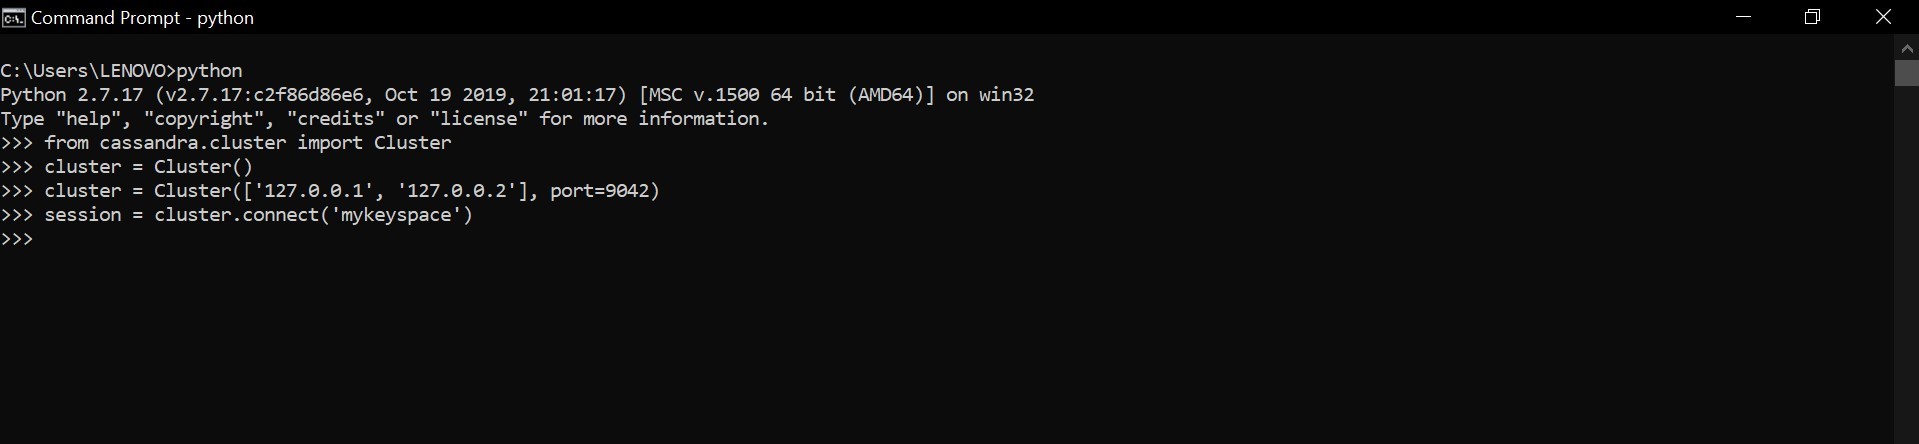 Command Prompt - python
C:\Users\LENOVO>python
Python 2.7.17 (v2.7.17:c2f86d86e6, Oct 19 2019, 21:01:17) [MSC v.1500 64 bit (AMD64)] on win32
Type "help", "copyright", "credits" or "license" for more information.
>>> from cassandra.cluster import Cluster
>>> cluster = Cluster()
>>> cluster = Cluster(['127.0.0.1', '127.0.0.2'], port=9042)
>>> session = cluster.connect('mykeyspace')
>>>